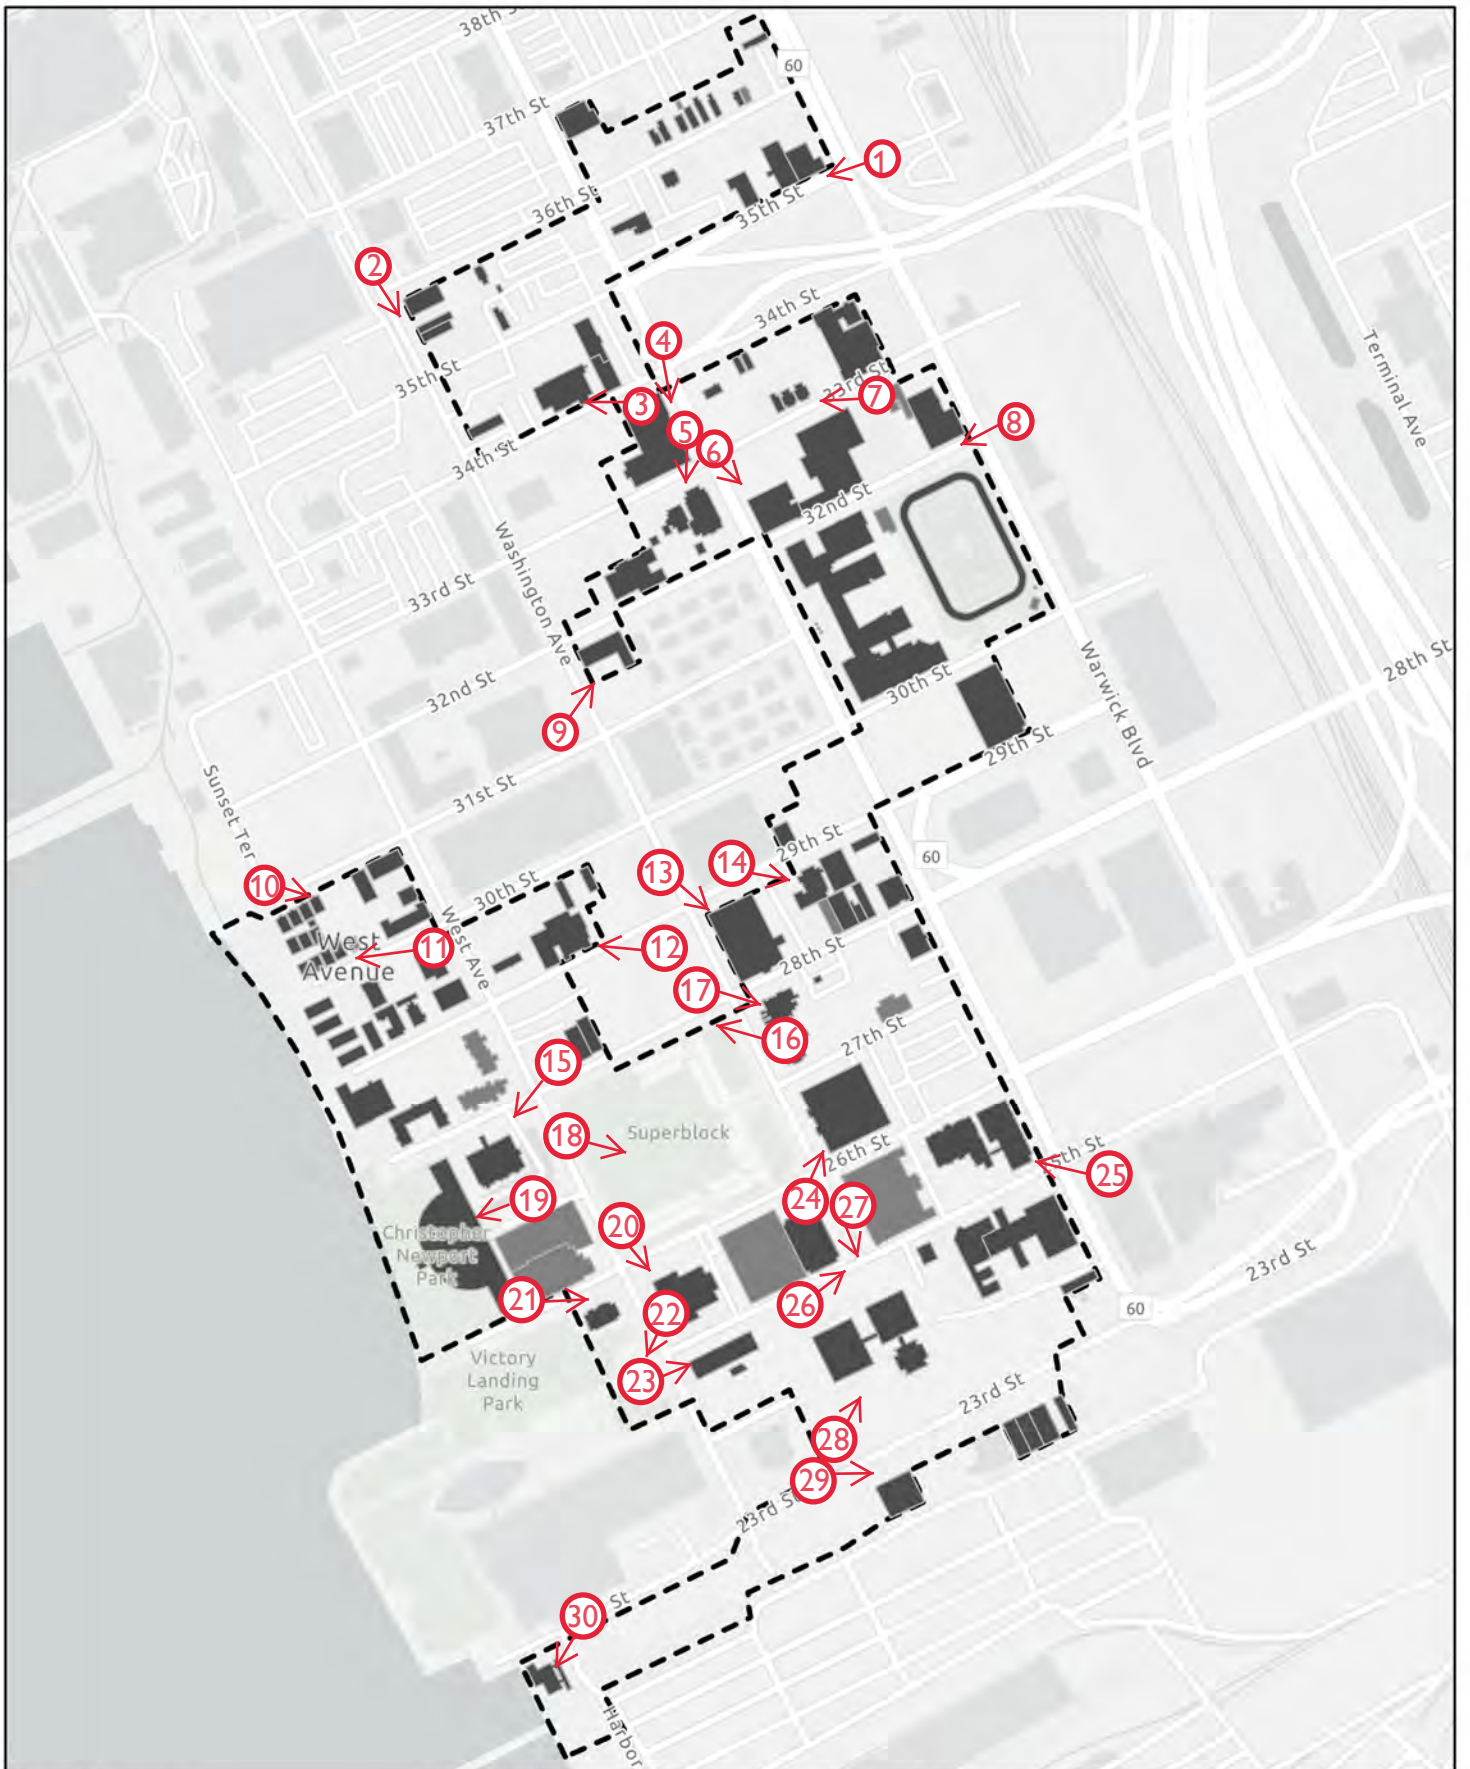 38th St
60
37th St
1
36th St
35th St
2
34th St
4
35th St
33rd St
3
7
Terminal Ave
5
8
6
34th St
32nd St
Washington Ave
33rd St
32nd St
30th St
28th St
Warwick Blvd
9
29th St
31st St
Sunset Ter
29th St
60
14
13
10
30th St
West
Avenue
11
West Ave
12
28th St
17
16
27th St
15
18
Superblock
26th St
25
24
19
27
Christopher
Newport
Park
20
23rd St
21
22
26
60
Victory
Landing
Park
23
23rd St
28
29
23rd St
30
St
Harbor